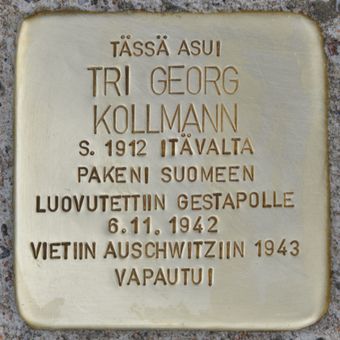 TÄSSÄ ASUI
TRI GEORG
KOLLMANN
S. 1912 ITÄVALTA
PAKENI SUOMEEN
LUOVUTETTIIN GESTAPOLLE
6.11. 1942
VIETIIN AUSCHWITZIIN 1943
VAPAUTUI